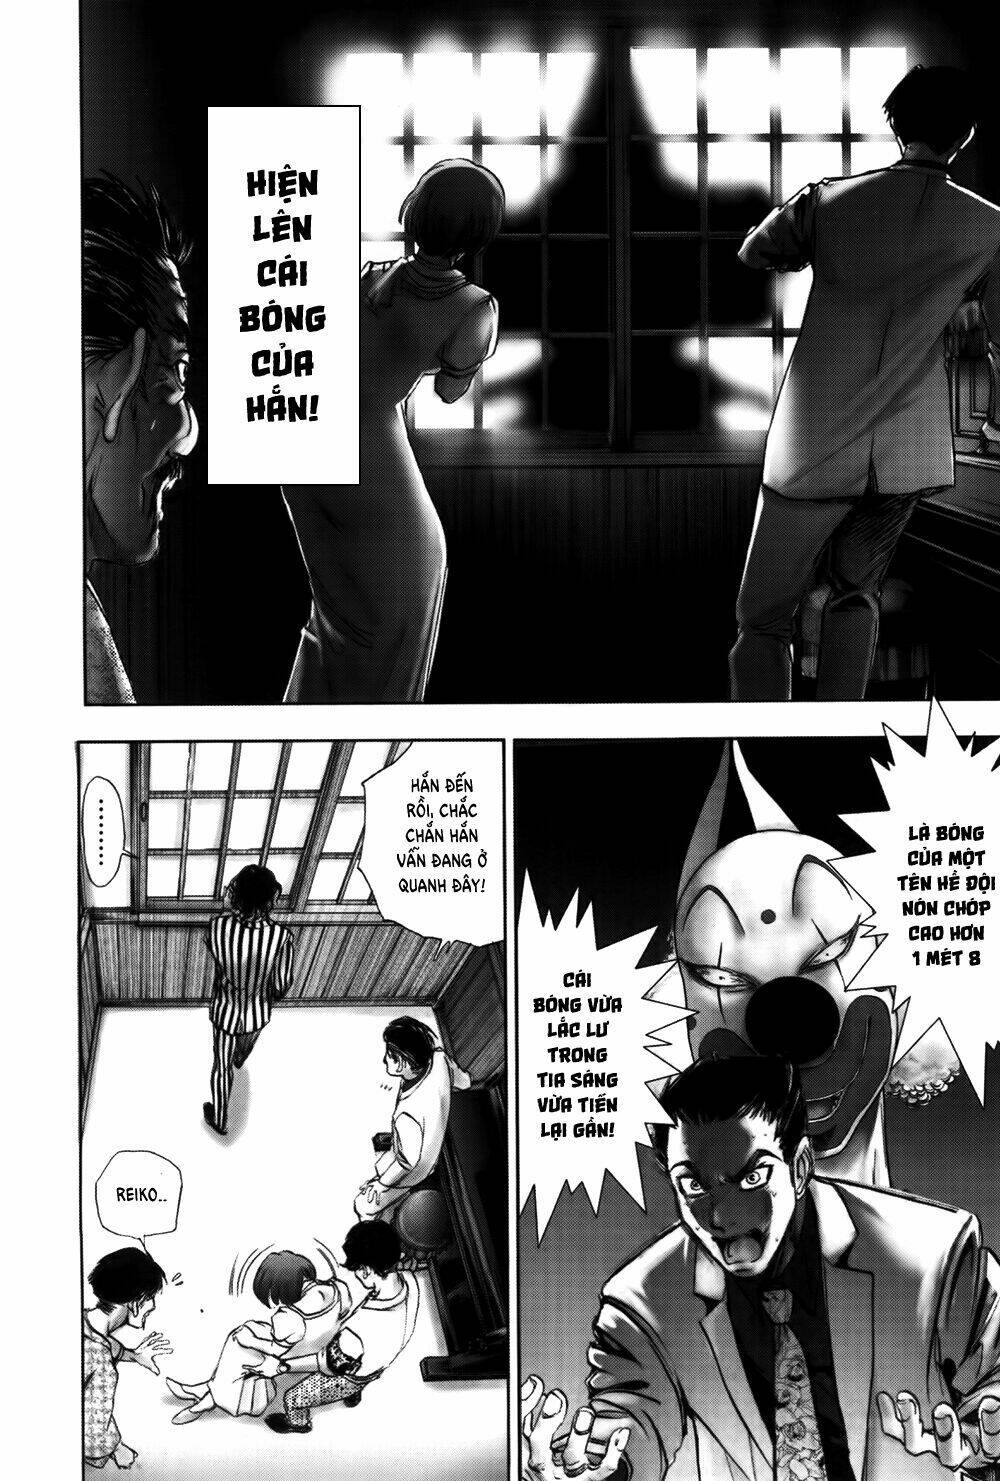 HIỆN
LÊN
CÁI
BÓNG
CỦA
HẮN!
LÀ BÓNG
CỦA MỘT
TÊN HỀ ĐỘI
NÓN CHÓP
CAO HƠN
1 MÉT 8
CÁI
BÓNG VỪA
LẮC LƯ
TRONG
TIA SÁNG
VỪA TIẾN
LẠI GẦN!
HẮN ĐẾN
RỒI, CHẮC
CHẮN HẮN
VẪN ĐANG Ở
QUANH ĐÂY!
.........
REIKO..